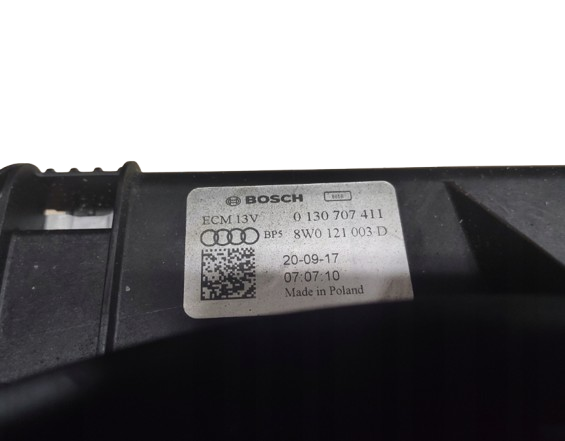 BOSCH
ECM 13V 0 130 707 411
BP5 8W0 121 003 D
20-09-17
07:07:10
Made in Poland